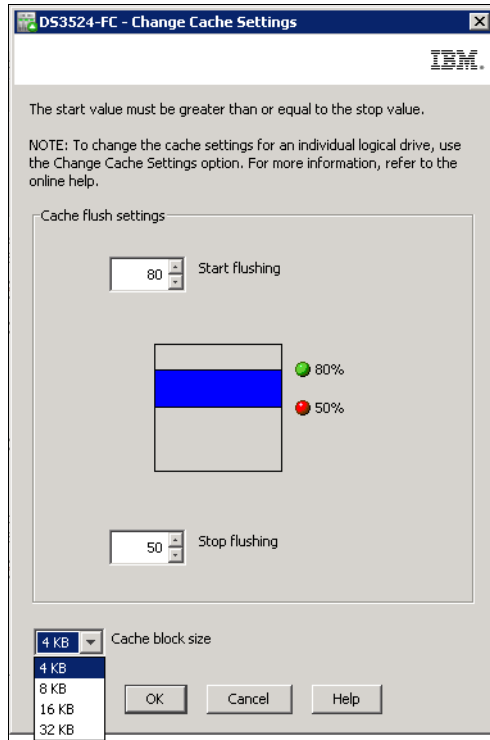 DS3524-FC - Change Cache Settings
IBM.
The start value must be greater than or equal to the stop value.
NOTE: To change the cache settings for an individual logical drive, use
the Change Cache Settings option. For more information, refer to the
online help.
Cache flush settings
80 Start flushing
80%
50%
50 Stop flushing
4 KB Cache block size
4 KB
8 KB
16 KB
32 KB
OK Cancel Help